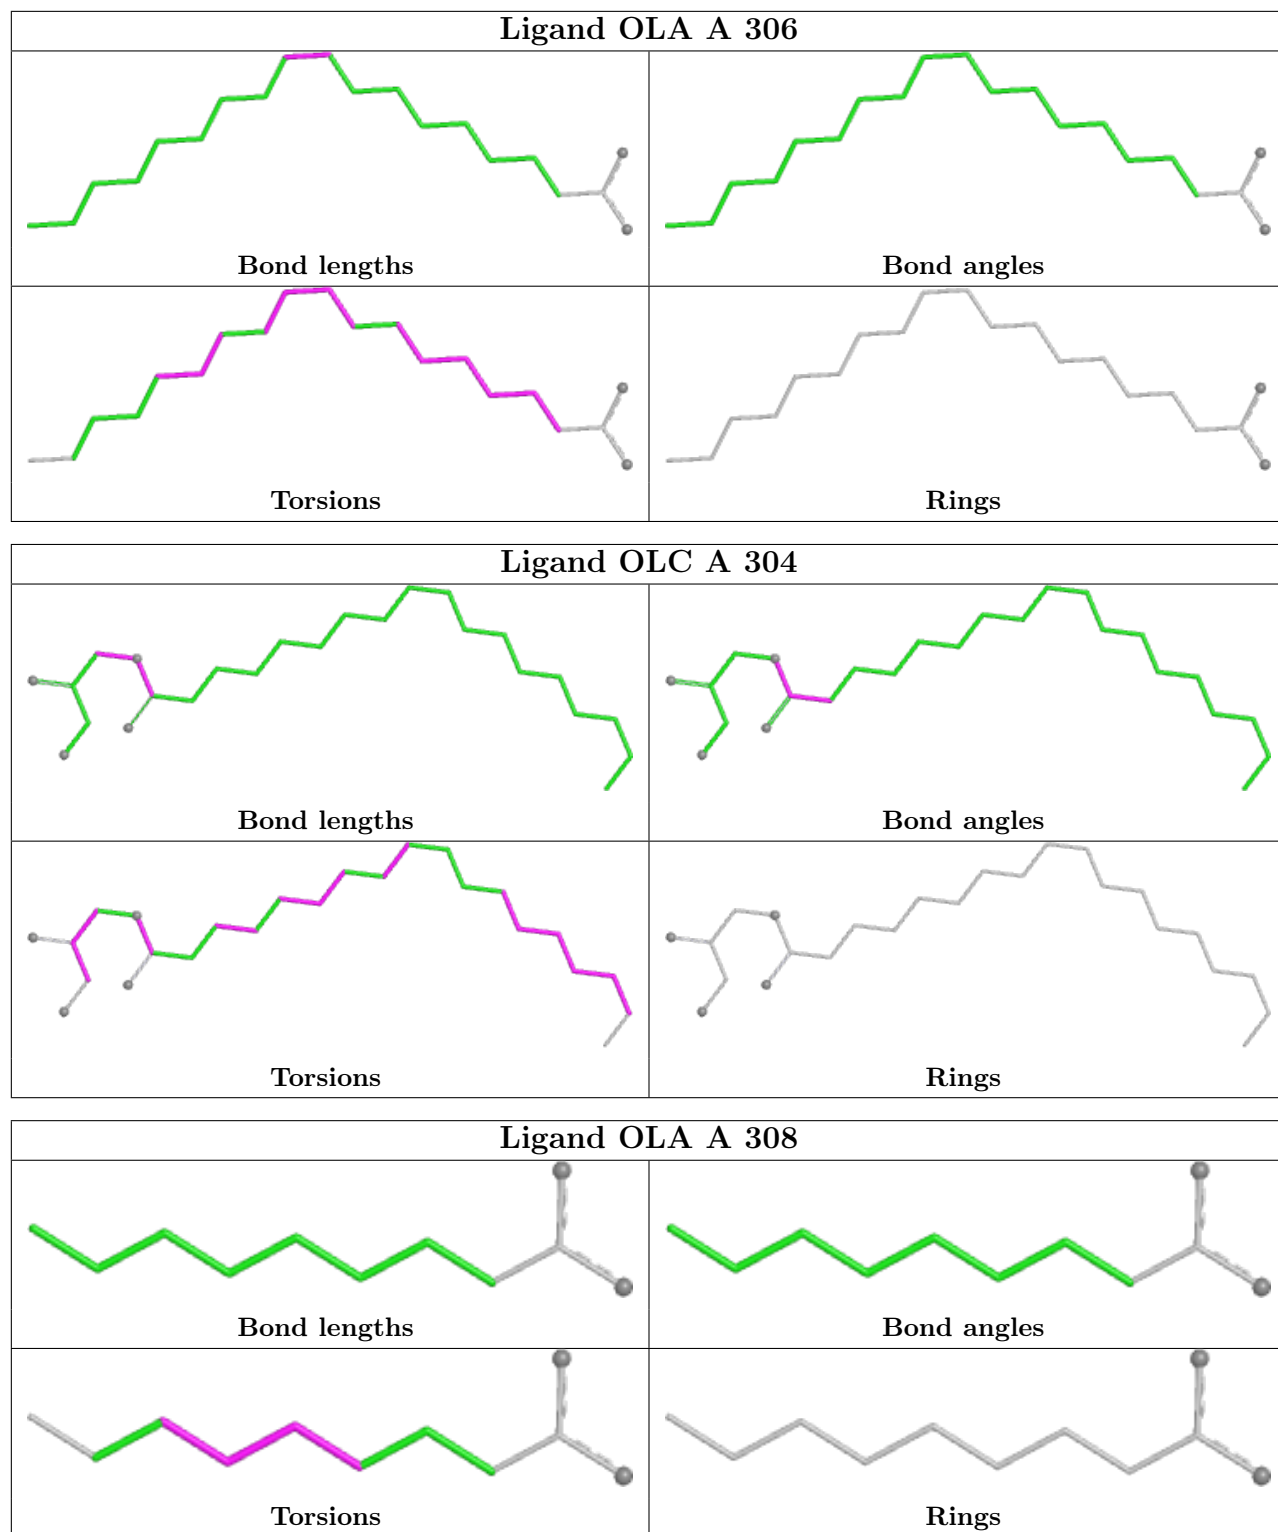 Ligand OLA A 306
Bond lengths
Bond angles
Torsions
Rings
Ligand OLC A 304
Bond lengths
Bond angles
Torsions
Rings
Ligand OLA A 308
Bond lengths
Bond angles
Torsions
Rings